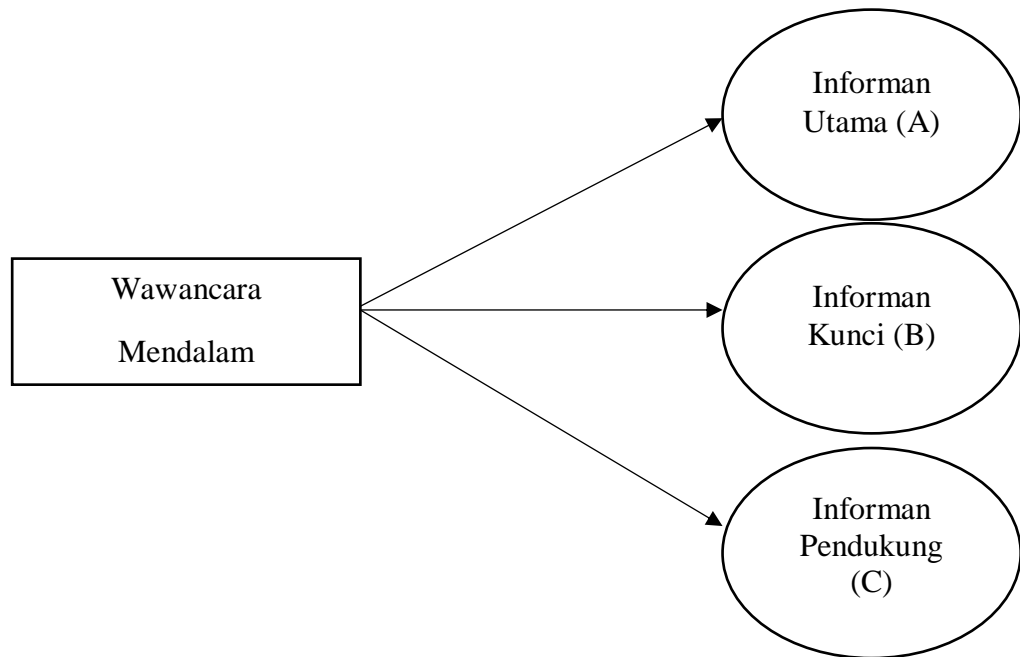 Wawancara
Mendalam
Informan
Utama (A)
Informan
Kunci (B)
Informan
Pendukung
(C)